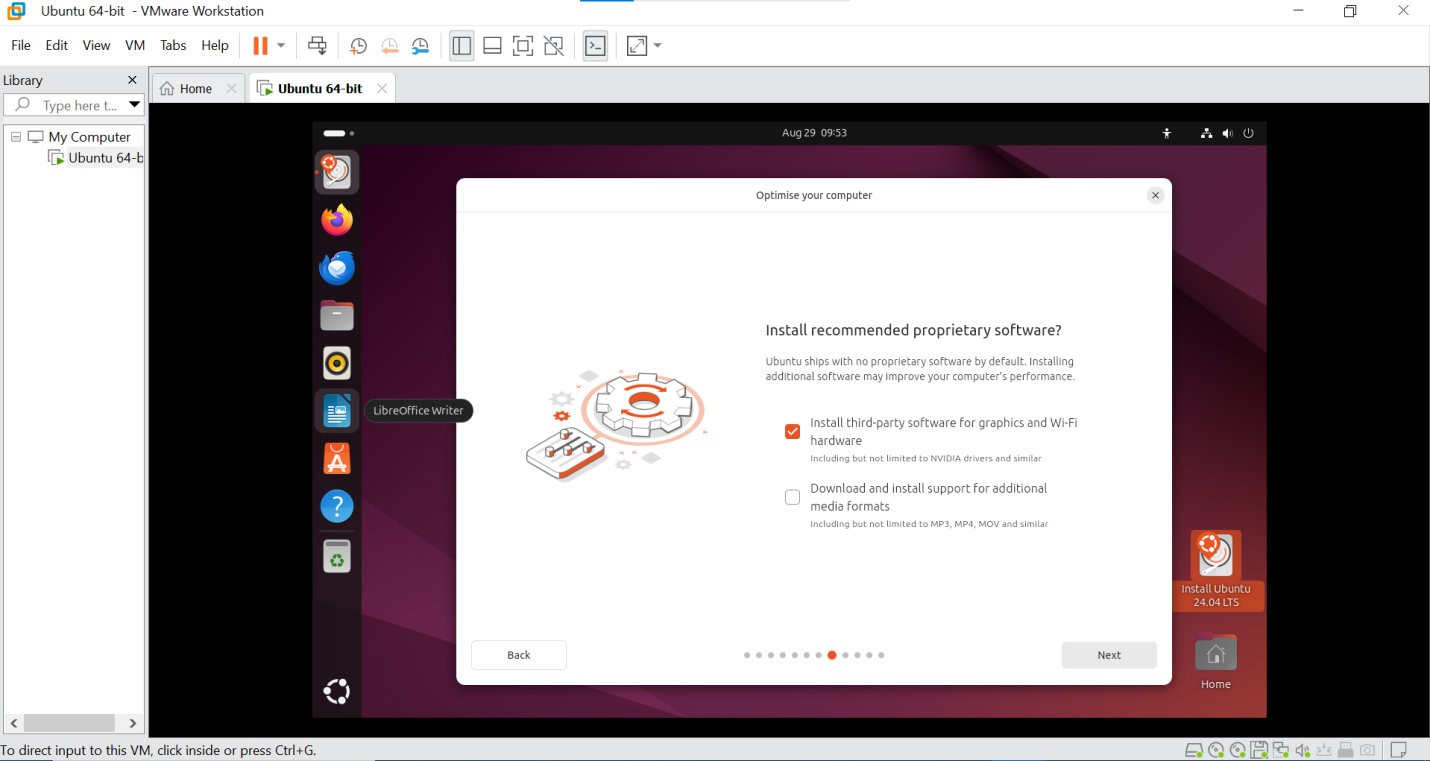 Ubuntu 64-bit - VMware Workstation
File Edit View VM Tabs Help
Library
Type here t...
My Computer
Ubuntu 64-b
Home
Ubuntu 64-bit
Aug 29 09:53
Optimise your computer
Install recommended proprietary software?
Ubuntu ships with no proprietary software by default. Installing
additional software may improve your computer's performance.
Install third-party software for graphics and Wi-Fi
hardware
Including but not limited to NVIDIA drivers and similar
Download and install support for additional
media formats
Including but not limited to MP3, MP4, MOV and similar
LibreOffice Writer
Back
Next
Install Ubuntu
24.04 LTS
Home
To direct input to this VM, click inside or press Ctrl+G.